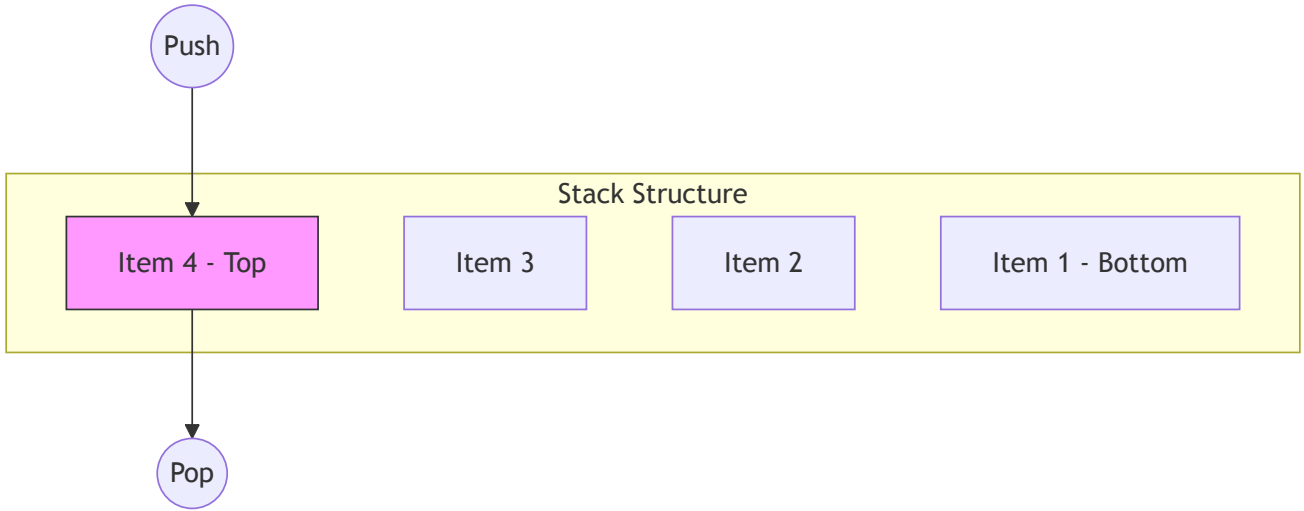 Push
Stack Structure
Item 4 - Top
Item 3
Item 2
Item 1 - Bottom
Pop